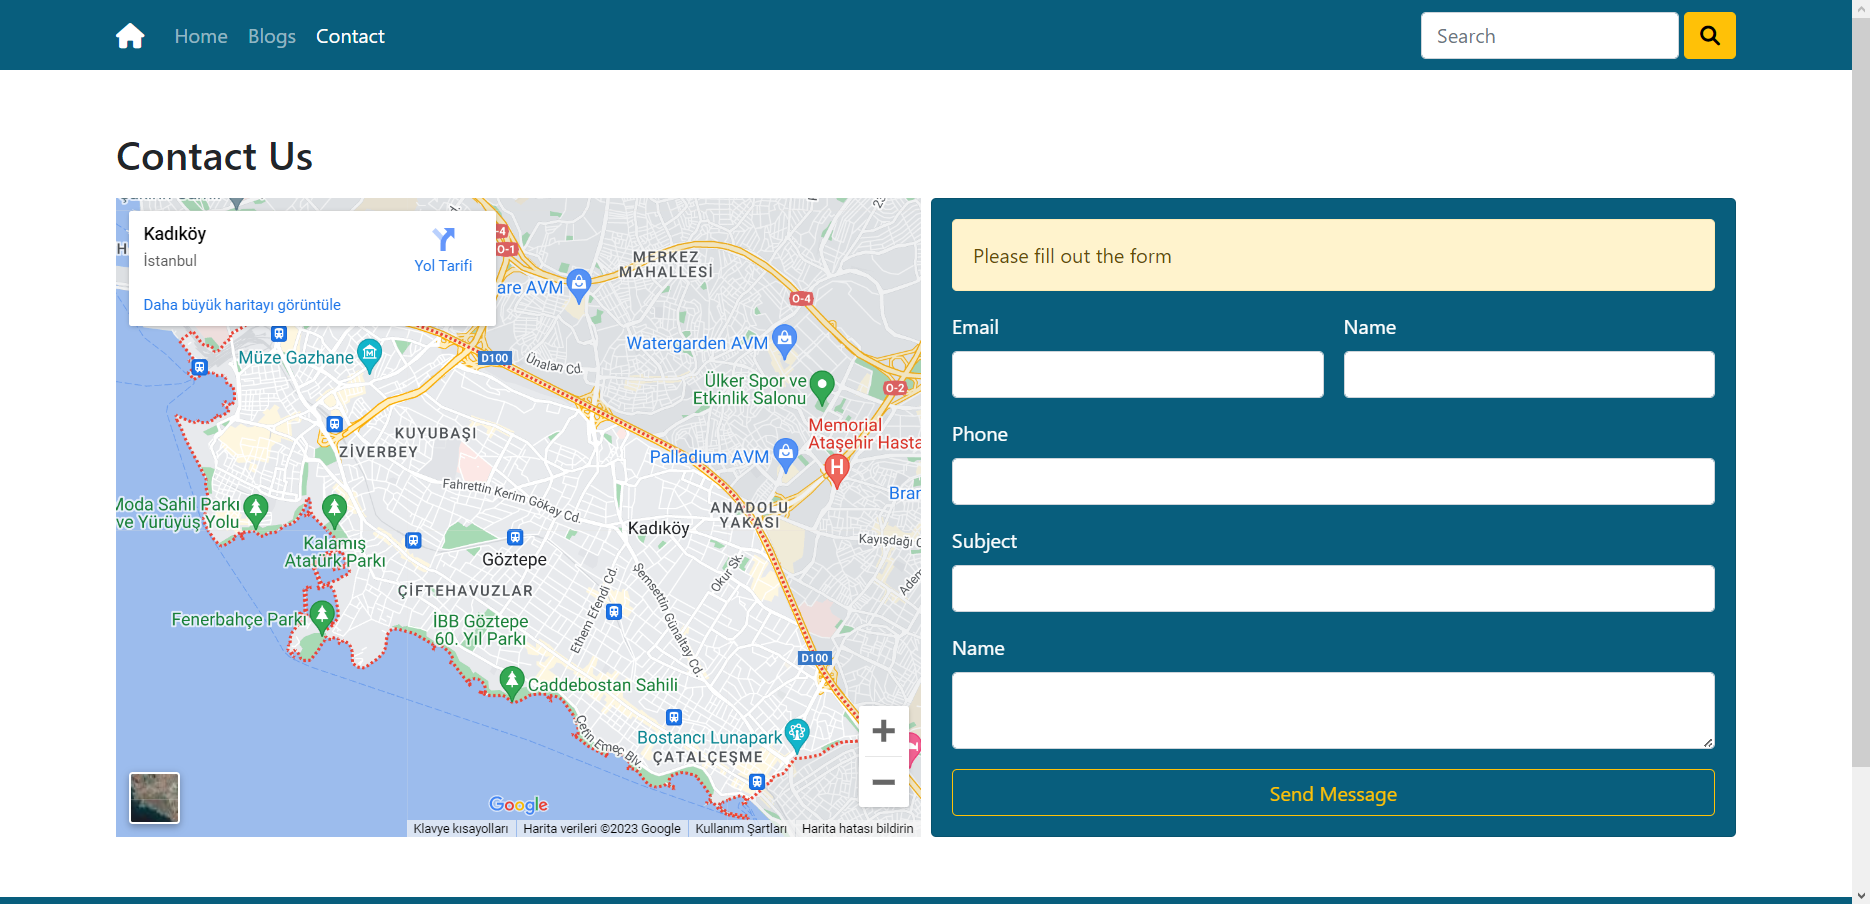 Home Blogs Contact
Search
Contact Us
Kadıköy
İstanbul
Yol Tarifi
Daha büyük haritayı görüntüle
O-4
O-1
MERKEZ
MAHALLESİ
are AVM
O-4
Watergarden AVM
Müze Gazhane
D100
Ünalan Cd.
Ülker Spor ve
Etkinlik Salonu
O-2
Memorial
Ataşehir Hasta
KUYUBAŞI
ZİVERBEY
Palladium AVM
Fahrettin Kerim Gökay Cd.
Bran
Moda Sahil Parkı
ve Yürüyüş Yolu
ANADOLU
YAKASI
Kadıköy
Kalamış
Atatürk Parkı
Göztepe
Kayışdağı C
Okur Sk.
Adem
Şemsettin Günaltay Cd.
Ethem Efendi Cd.
ÇİFTEHAVUZLAR
Fenerbahçe Parkı
İBB Göztepe
60. Yıl Parkı
D100
Caddebostan Sahili
Çetin Emeç Blv.
Bostancı Lunapark
ÇATALÇEŞME
Google
Klavye kısayolları Harita verileri ©2023 Google Kullanım Şartları Harita hatası bildirin
Please fill out the form
Email Name
Phone
Subject
Name
Send Message